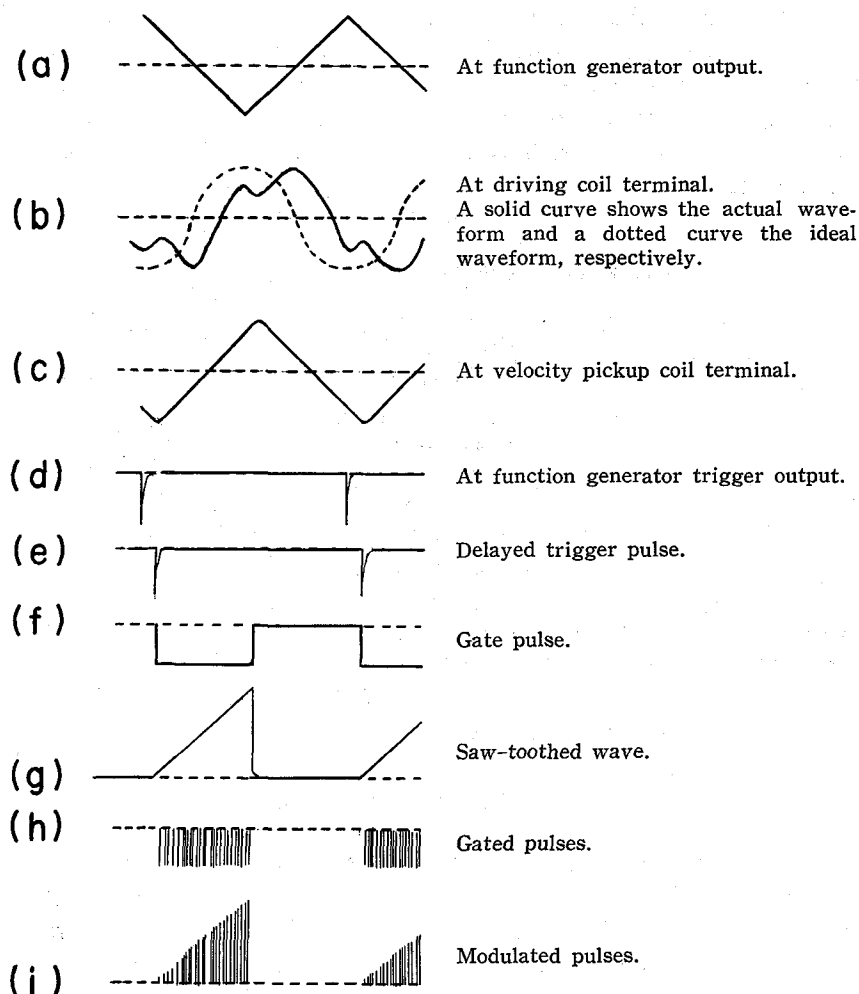 (a)
At function generator output.
(b)
At driving coil terminal.
A solid curve shows the actual wave-
form and a dotted curve the ideal
waveform, respectively.
(c)
At velocity pickup coil terminal.
(d)
At function generator trigger output.
(e)
Delayed trigger pulse.
(f)
Gate pulse.
(g)
Saw-toothed wave.
(h)
Gated pulses.
(i)
Modulated pulses.